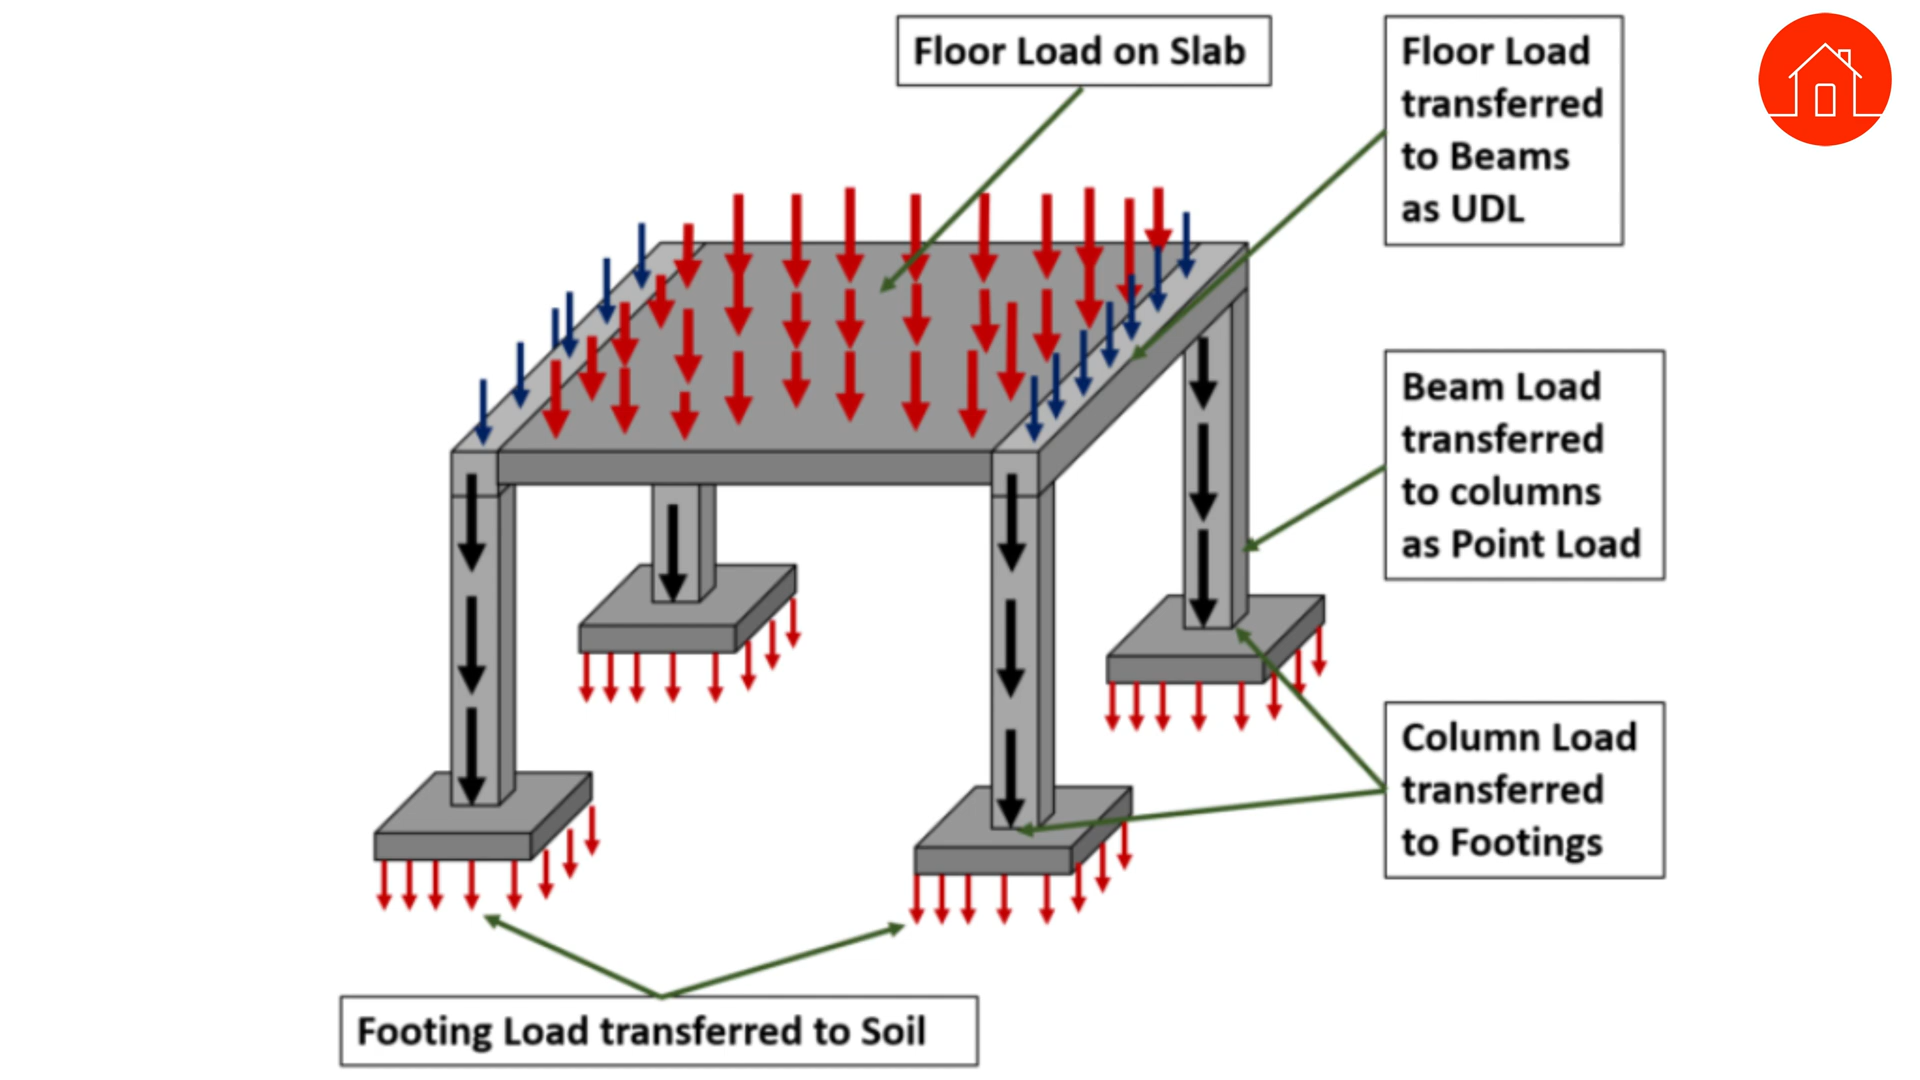 Floor Load on Slab
Floor Load
transferred
to Beams
as UDL
Beam Load
transferred
to columns
as Point Load
Column Load
transferred
to Footings
Footing Load transferred to Soil